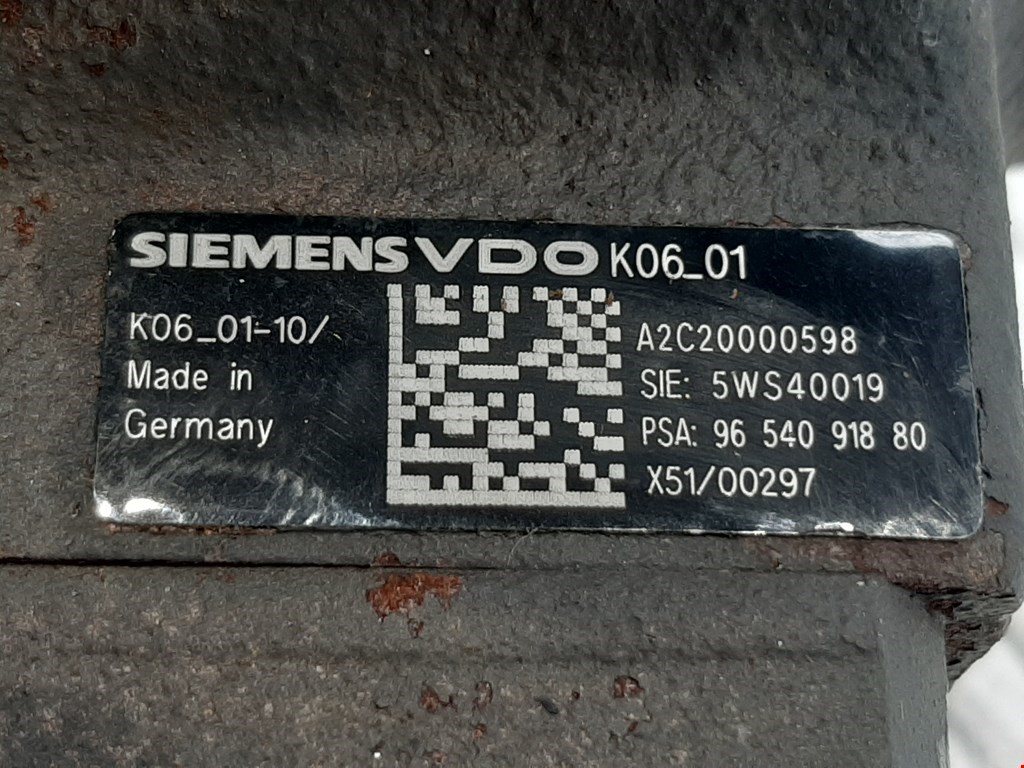 SIEMENS VDO K06_01
K06_01-10/
Made in
Germany
A2C20000598
SIE: 5WS40019
PSA: 96 540 918 80
X51/00297